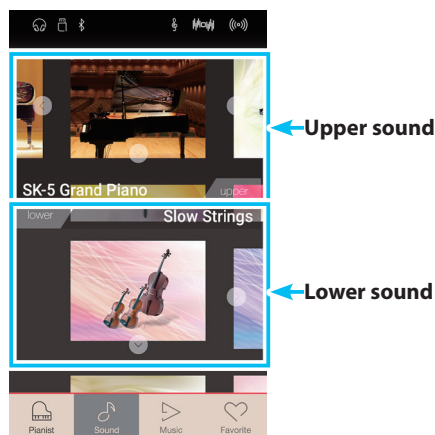 Upper sound
SK-5 Grand Piano
upper
lower
Slow Strings
Lower sound
Pianist
Sound
Music
Favorite